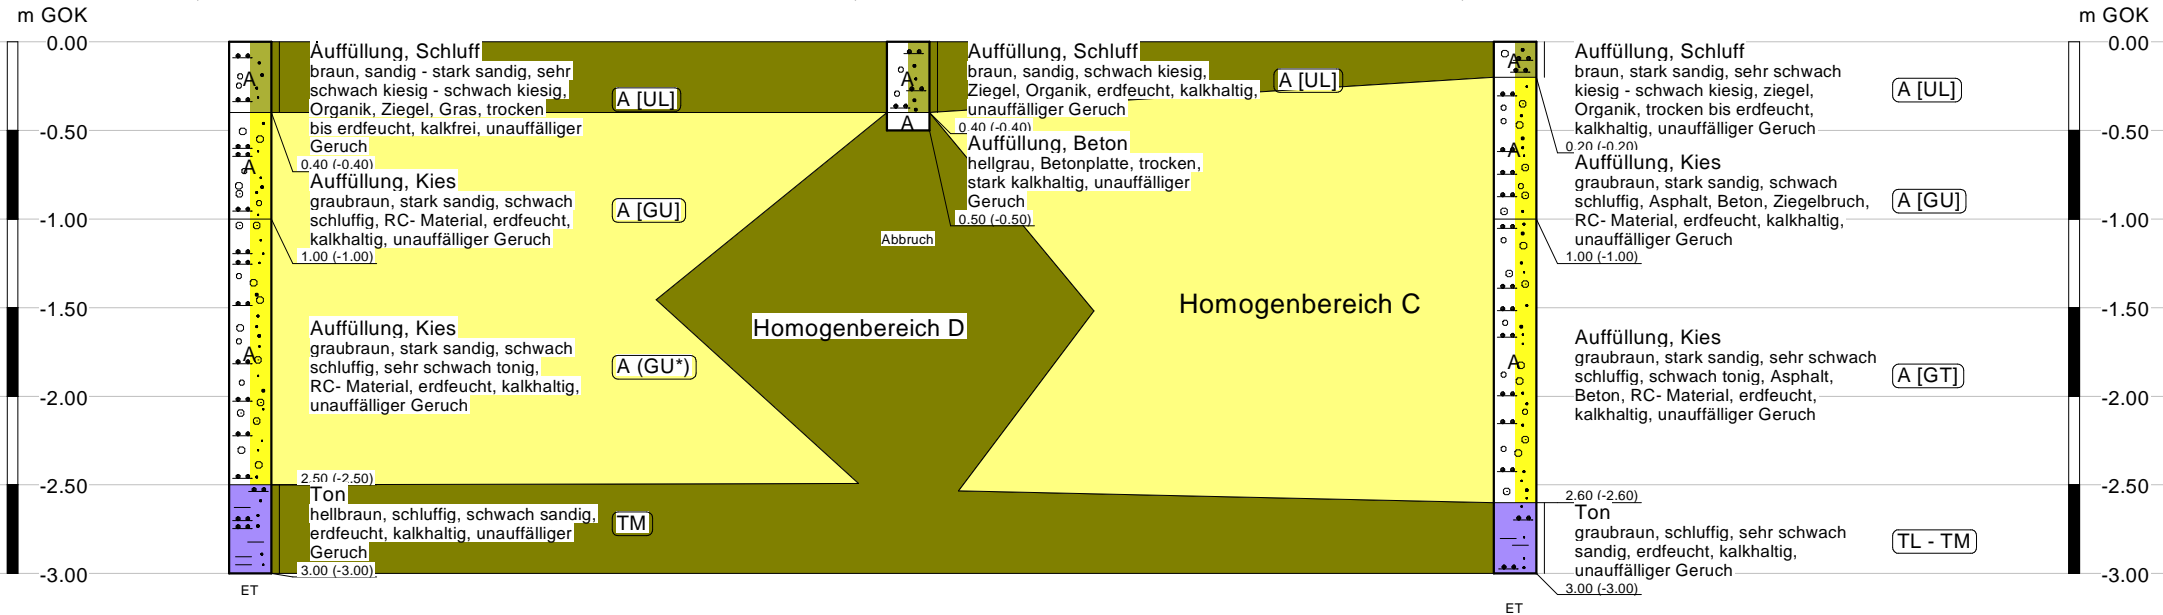 m GOK
0.00
-0.50
-1.00
-1.50
-2.00
-2.50
-3.00
A
A
A
ET
Auffüllung, Schluff
braun, sandig - stark sandig, sehr
schwach kiesig - schwach kiesig,
Organik, Ziegel, Gras, trocken
bis erdfeucht, kalkfrei, unauffälliger
Geruch
0.40 (-0.40)
A [UL]
Auffüllung, Kies
graubraun, stark sandig, schwach
schluffig, RC- Material, erdfeucht,
kalkhaltig, unauffälliger Geruch
1.00 (-1.00)
A [GU]
Auffüllung, Kies
graubraun, stark sandig, schwach
schluffig, sehr schwach tonig,
RC- Material, erdfeucht, kalkhaltig,
unauffälliger Geruch
2.50 (-2.50)
A (GU*)
Ton
hellbraun, schluffig, schwach sandig,
erdfeucht, kalkhaltig, unauffälliger
Geruch
3.00 (-3.00)
TM
A
A
Abbruch
Auffüllung, Schluff
braun, sandig, schwach kiesig,
Ziegel, Organik, erdfeucht, kalkhaltig,
unauffälliger Geruch
0.40 (-0.40)
A [UL]
Auffüllung, Beton
hellgrau, Betonplatte, trocken,
stark kalkhaltig, unauffälliger
Geruch
0.50 (-0.50)
Homogenbereich D
Homogenbereich C
A
A
A
ET
Auffüllung, Schluff
braun, stark sandig, sehr schwach
kiesig - schwach kiesig, ziegel,
Organik, trocken bis erdfeucht,
kalkhaltig, unauffälliger Geruch
0.20 (-0.20)
A [UL]
Auffüllung, Kies
graubraun, stark sandig, schwach
schluffig, Asphalt, Beton, Ziegelbruch,
RC- Material, erdfeucht, kalkhaltig,
unauffälliger Geruch
1.00 (-1.00)
A [GU]
Auffüllung, Kies
graubraun, stark sandig, sehr schwach
schluffig, schwach tonig, Asphalt,
Beton, RC- Material, erdfeucht,
kalkhaltig, unauffälliger Geruch
2.60 (-2.60)
A [GT]
Ton
graubraun, schluffig, sehr schwach
sandig, erdfeucht, kalkhaltig,
unauffälliger Geruch
3.00 (-3.00)
TL - TM
m GOK
0.00
-0.50
-1.00
-1.50
-2.00
-2.50
-3.00